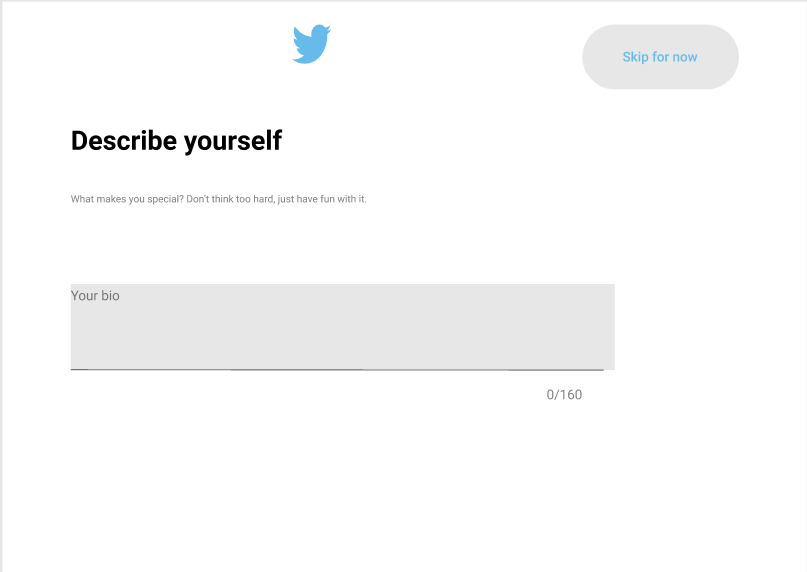 Skip for now
Describe yourself
What makes you special? Don't think too hard, just have fun with it.
Your bio
0/160